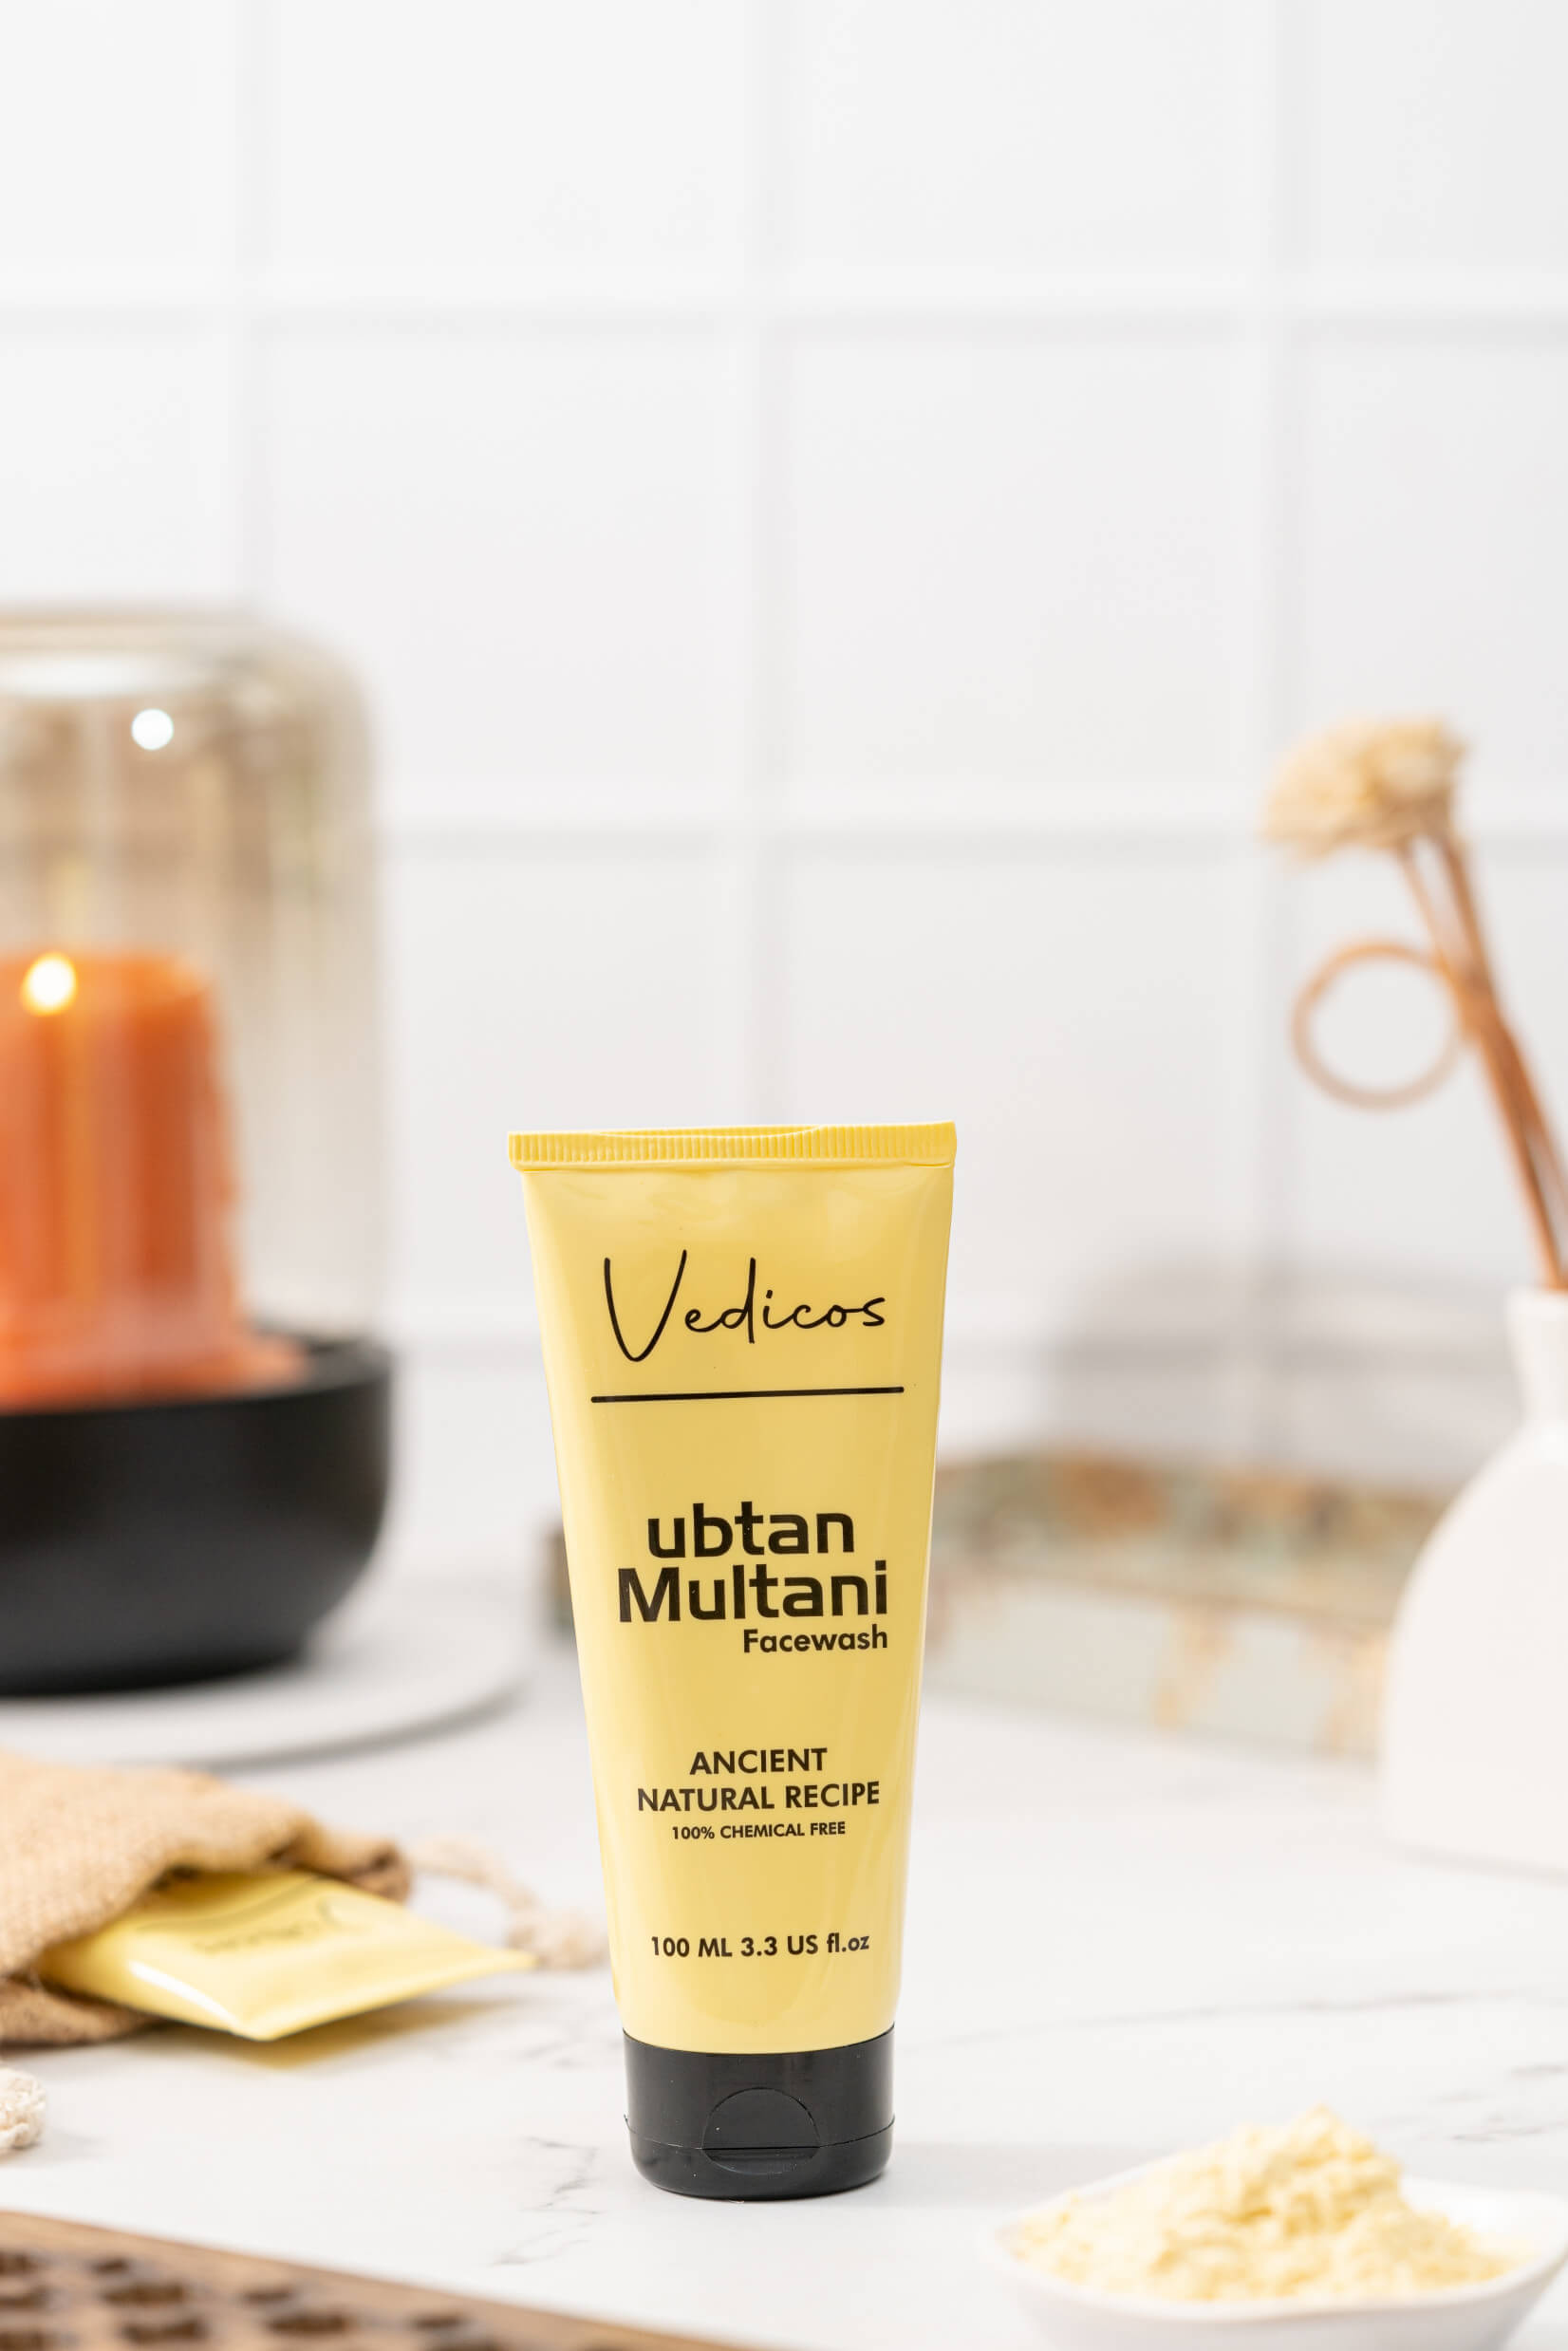 Vedicos
ubtan
Multani
Facewash
ANCIENT
NATURAL RECIPE
100% CHEMICAL FREE
100 ML 3.3 US fl.oz